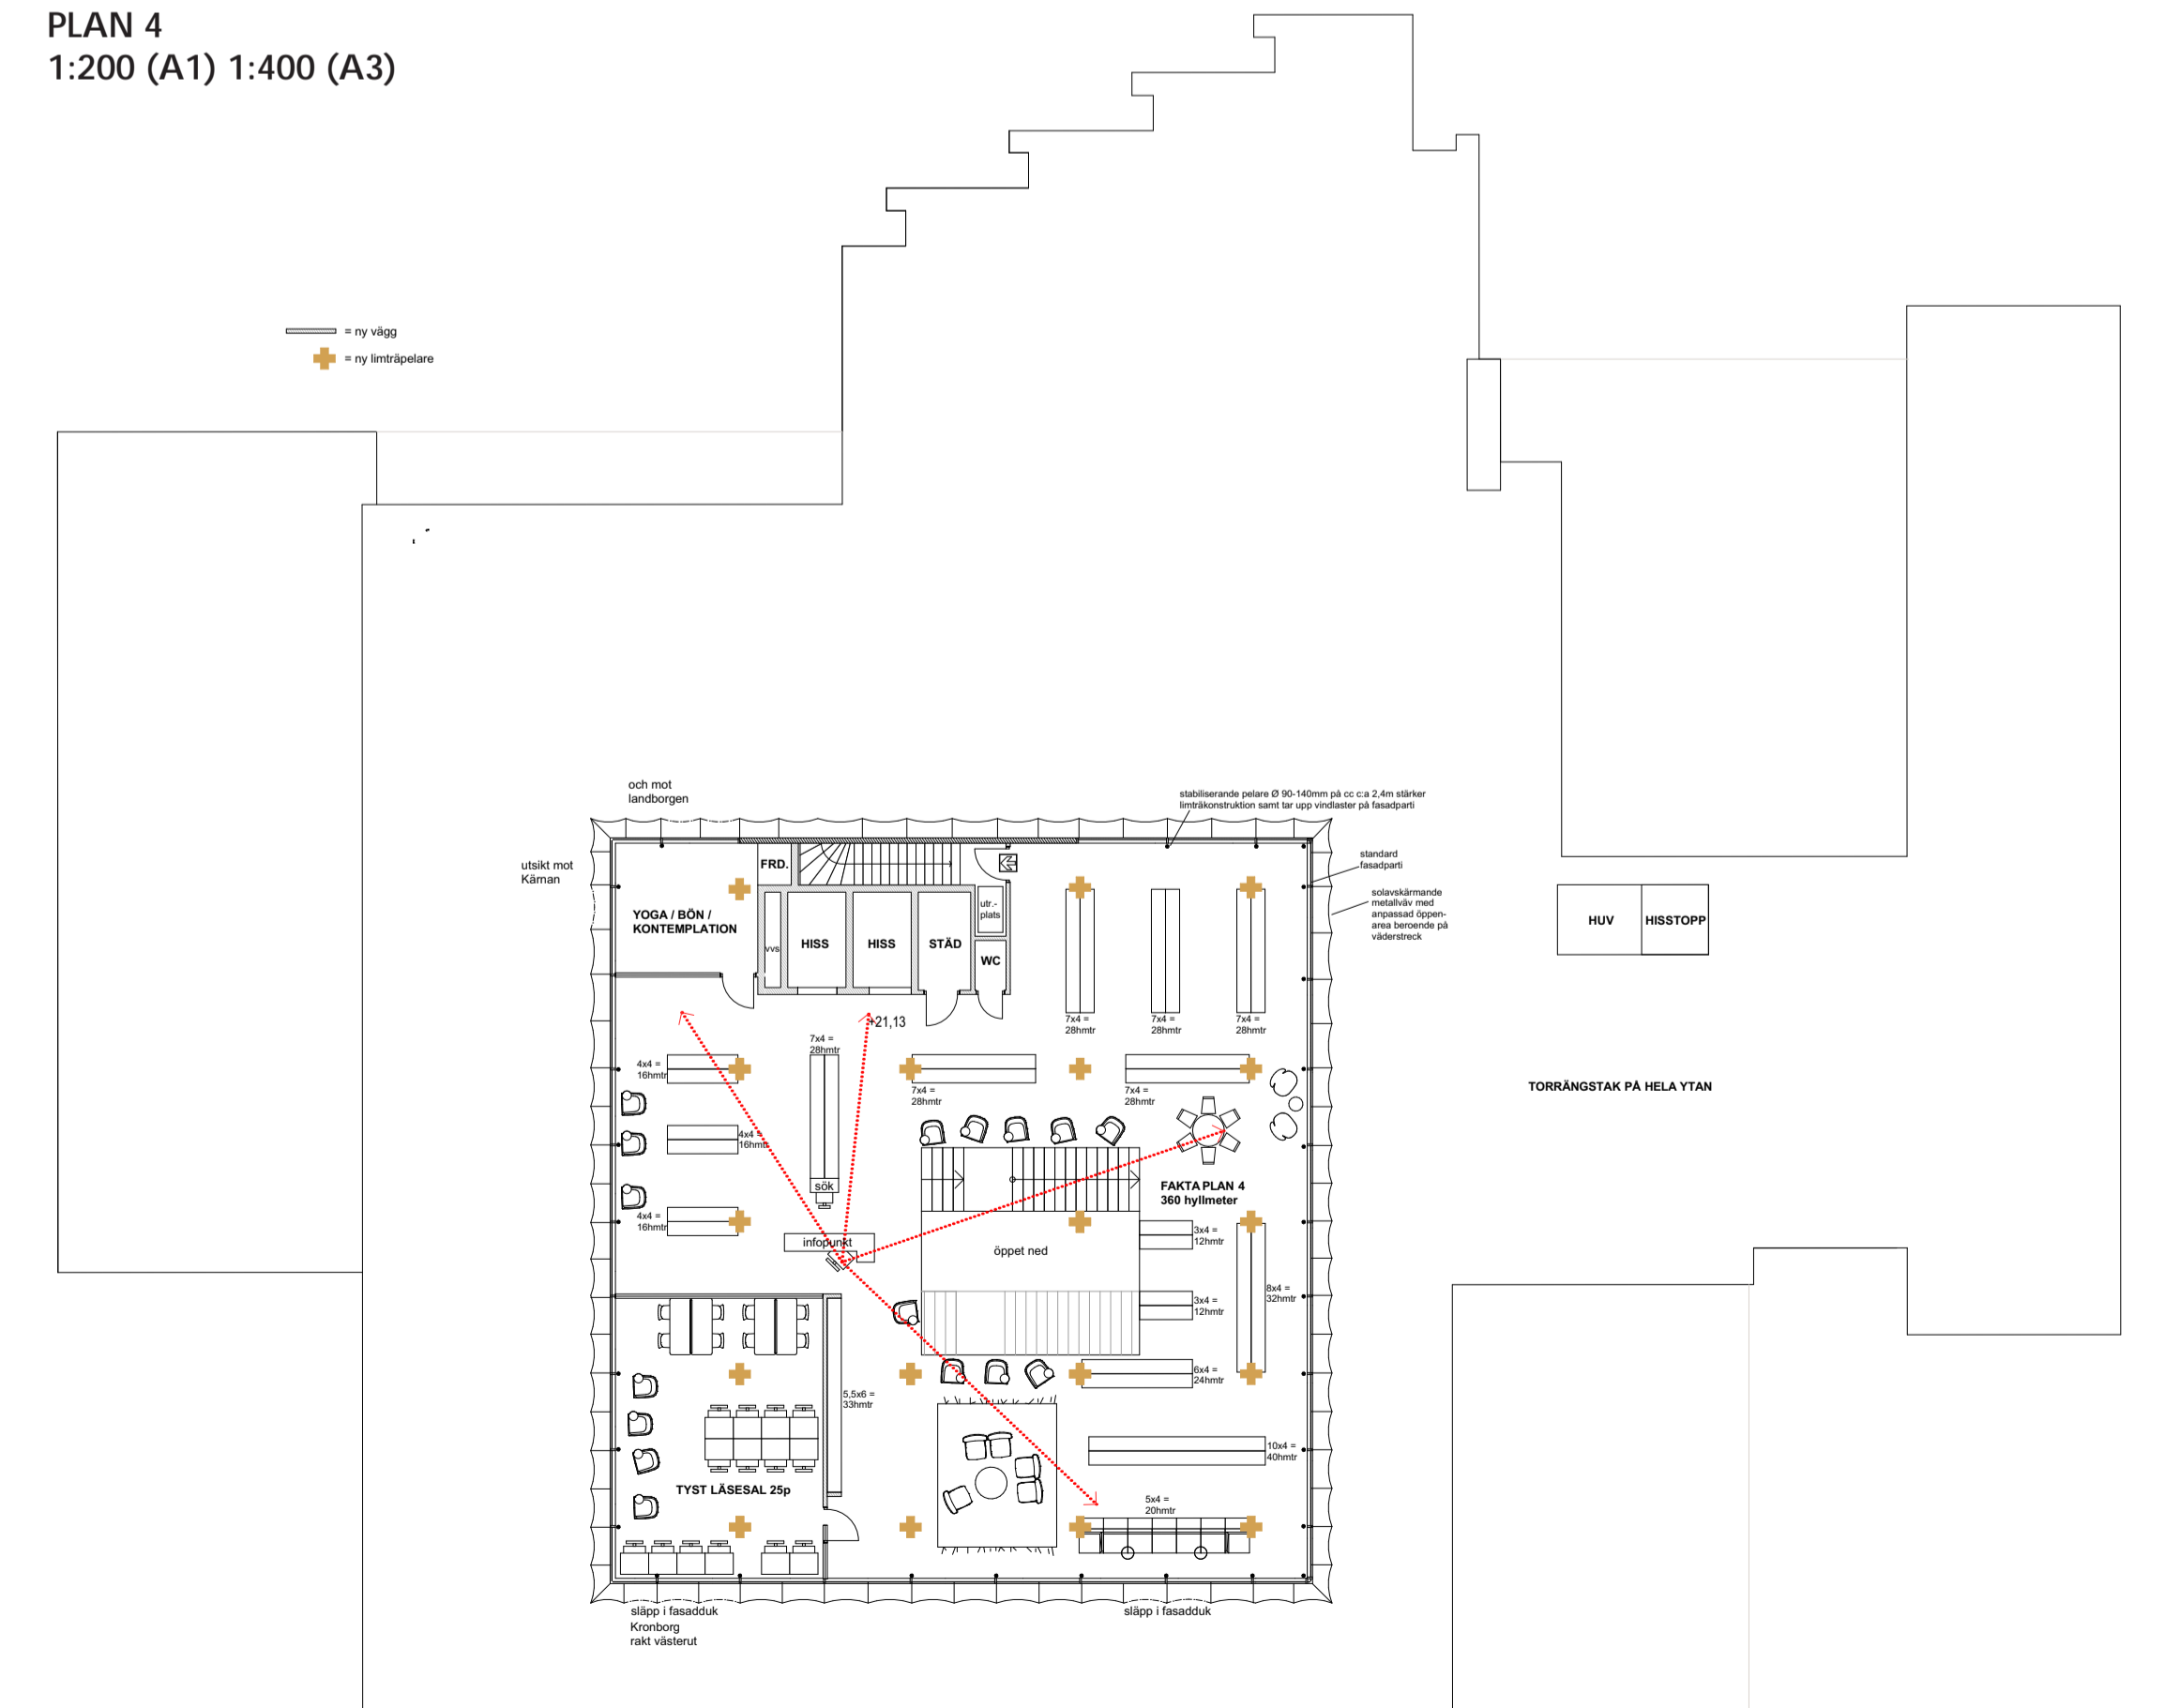 PLAN 4
1:200 (A1) 1:400 (A3)
= ny vägg
= ny limträpelare
och mot
landborgen
utsikt mot
Kärnan
stabiliserande pelare Ø 90-140mm på cc c:a 2,4m stärker
limträkonstruktion samt tar upp vindlaster på fasadparti
standard
fasadparti
solavskärmande
metallväv med
anpassad öppen-
area beroende på
väderstreck
FRD.
YOGA / BÖN /
KONTEMPLATION
vvs
HISS
HISS
STÄD
utr.-
plats
WC
HUV
HISSTOPP
7x4 =
28hmtr
7x4 =
28hmtr
7x4 =
28hmtr
+21,13
7x4 =
28hmtr
4x4 =
16hmtr
7x4 =
28hmtr
7x4 =
28hmtr
TORRÄNGSTAK PÅ HELA YTAN
4x4 =
16hmtr
sök
FAKTA PLAN 4
360 hyllmeter
4x4 =
16hmtr
infopunkt
öppet ned
3x4 =
12hmtr
3x4 =
12hmtr
8x4 =
32hmtr
6x4 =
24hmtr
5,5x6 =
33hmtr
10x4 =
40hmtr
TYST LÄSESAL 25p
5x4 =
20hmtr
släpp i fasadduk
Kronborg
rakt västerut
släpp i fasadduk